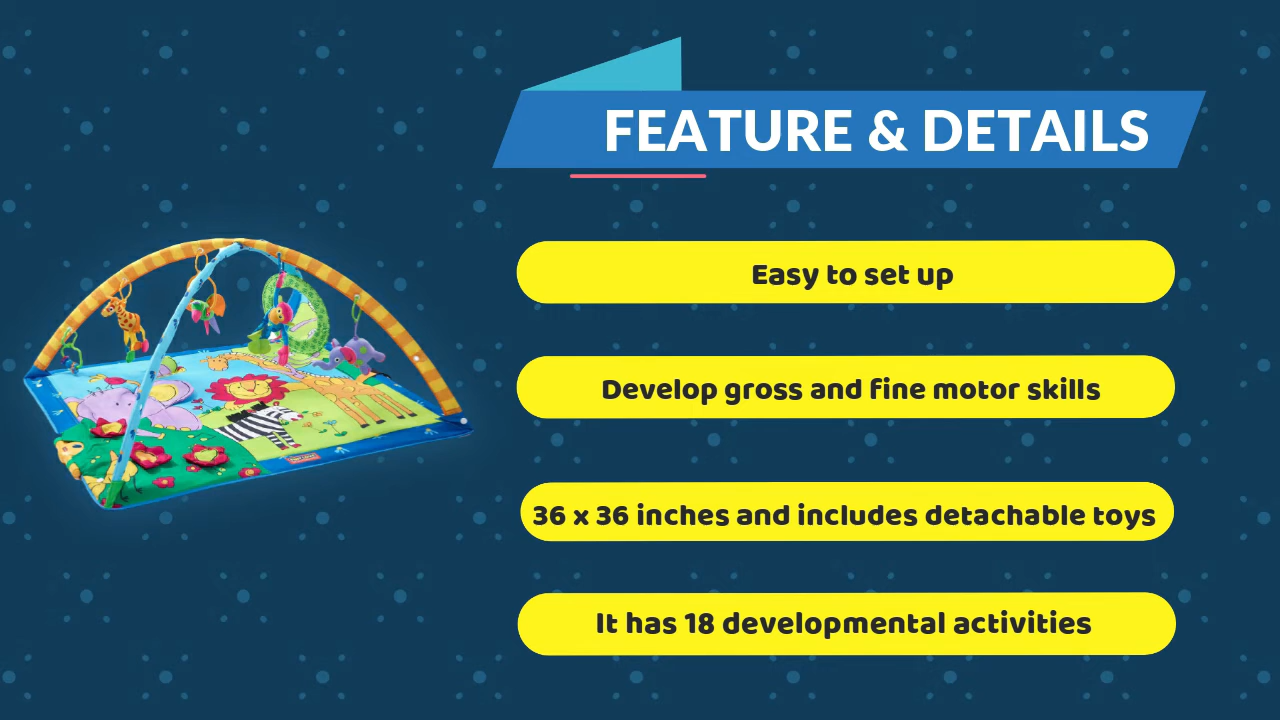 FEATURE & DETAILS
Easy to set up
Develop gross and fine motor skills
36 x 36 inches and includes detachable toys
It has 18 developmental activities